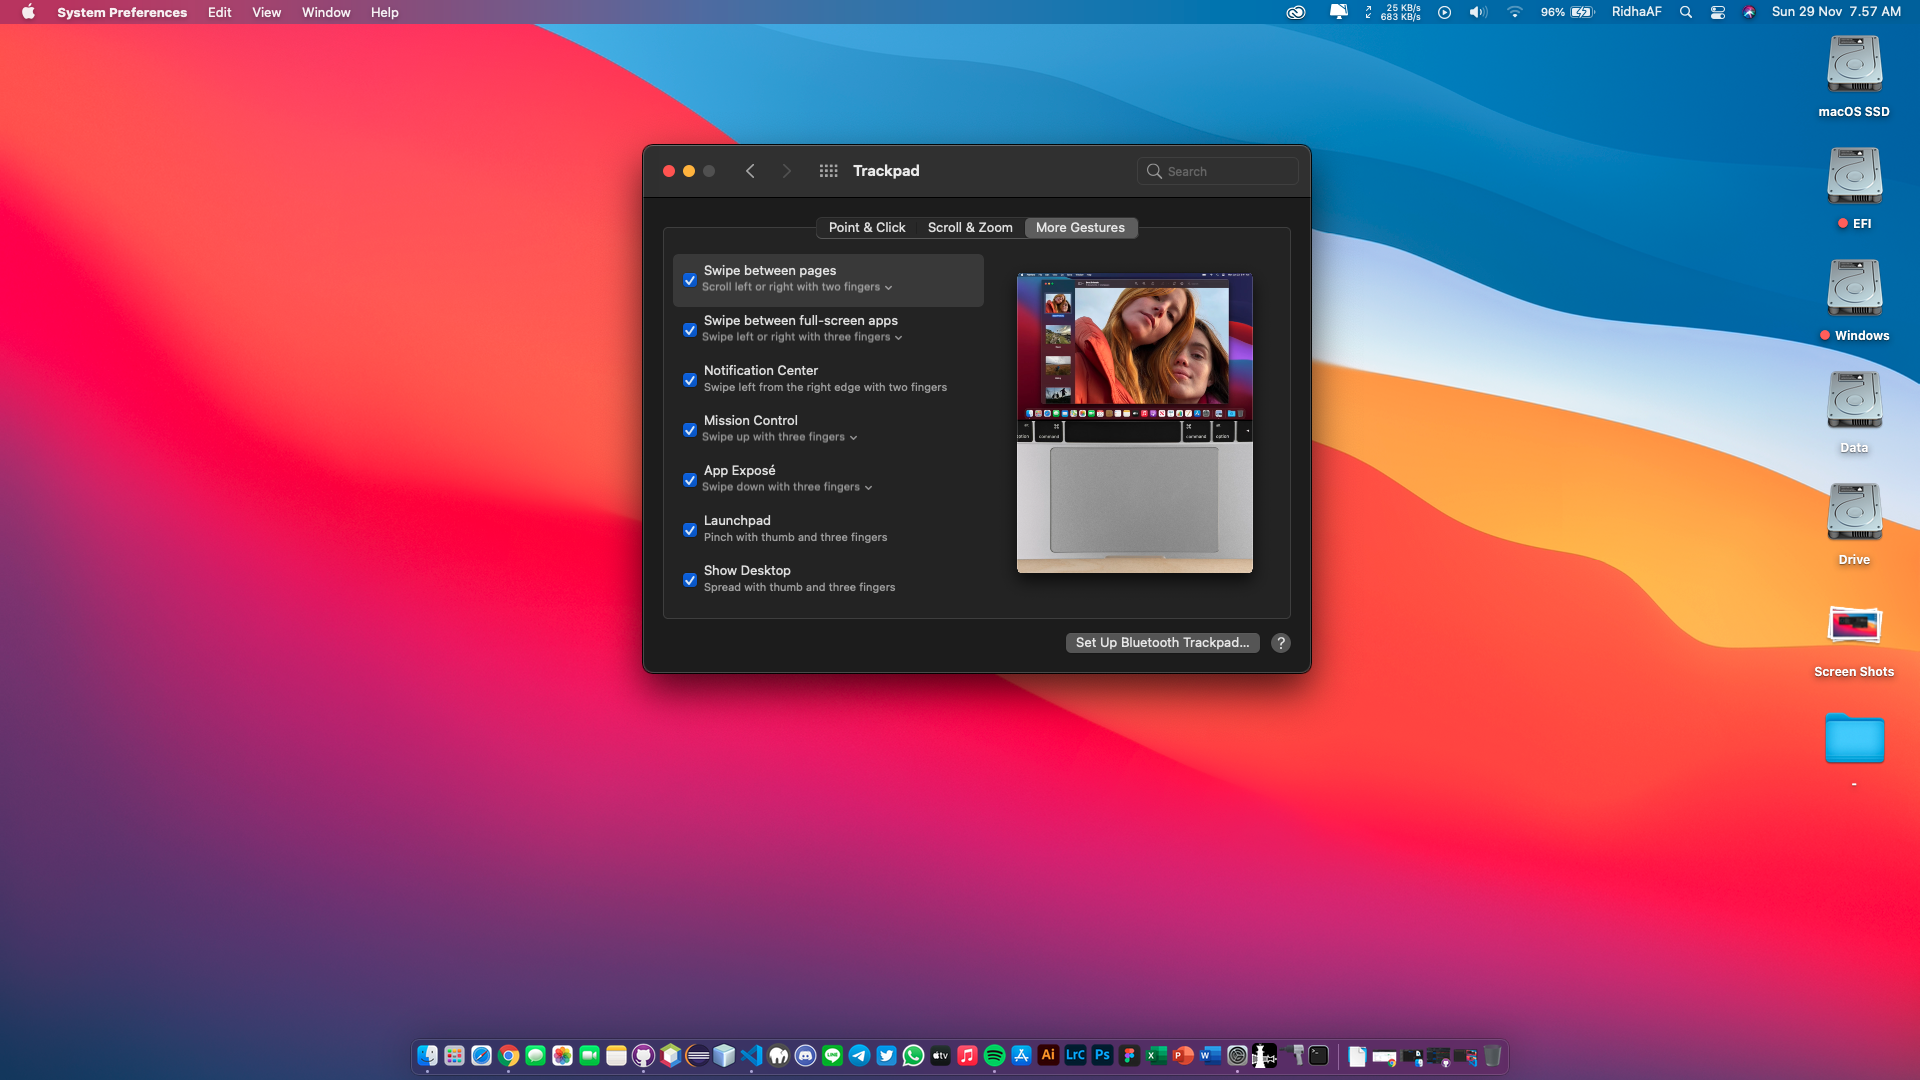 System Preferences Edit View Window Help
25 KB/s
683 KB/s
96%
RidhaAF
Sun 29 Nov 7.57 AM
macOS SSD
EFI
Windows
Data
Drive
Screen Shots
-
Trackpad
Search
Point & Click
Scroll & Zoom
More Gestures
Swipe between pages
Scroll left or right with two fingers
Swipe between full-screen apps
Swipe left or right with three fingers
Notification Center
Swipe left from the right edge with two fingers
Mission Control
Swipe up with three fingers
App Exposé
Swipe down with three fingers
Launchpad
Pinch with thumb and three fingers
Show Desktop
Spread with thumb and three fingers
command
command
option
Set Up Bluetooth Trackpad...
?
tv
Ai
LrC
Ps